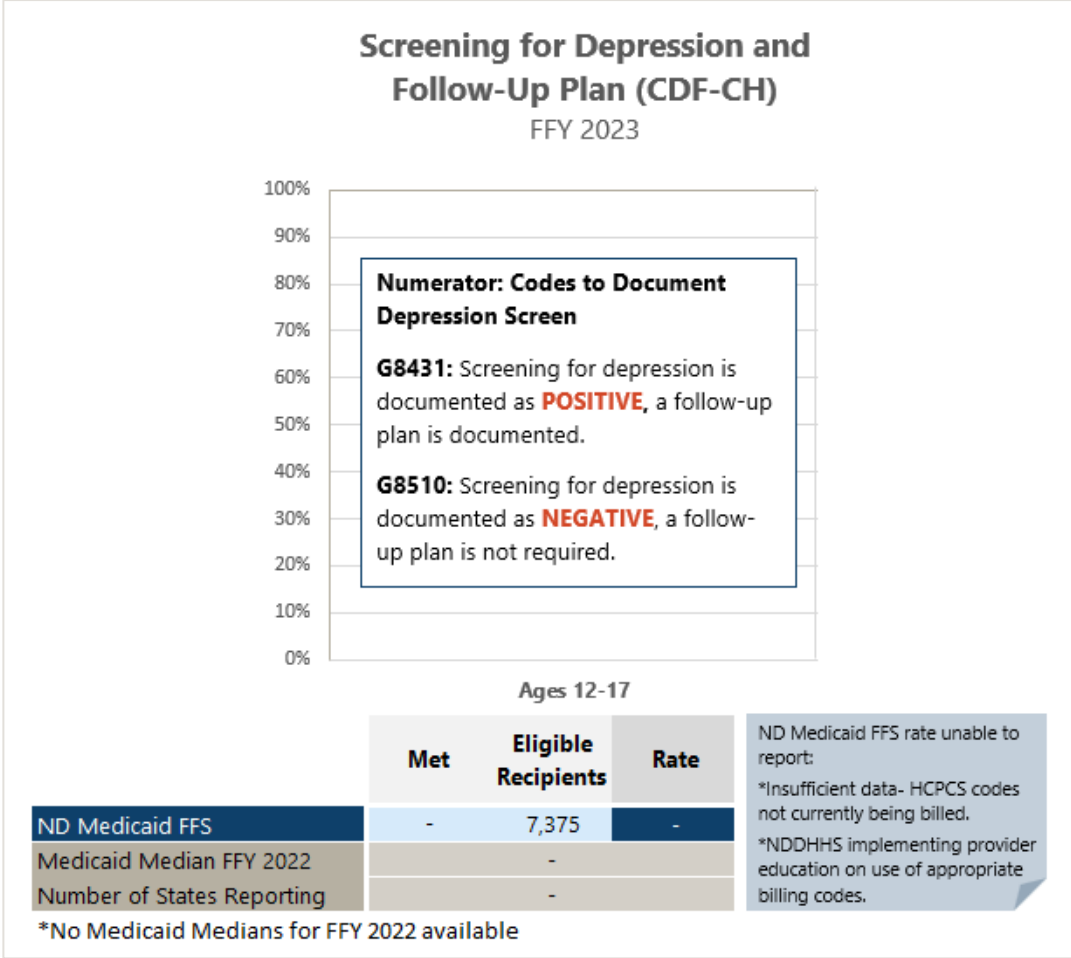 Screening for Depression and
Follow-Up Plan (CDF-CH)
FFY 2023
100%
90%
80%
70%
60%
50%
40%
30%
20%
10%
0%
Numerator: Codes to Document
Depression Screen
G8431: Screening for depression is
documented as POSITIVE, a follow-up
plan is documented.
G8510: Screening for depression is
documented as NEGATIVE, a follow-
up plan is not required.
Ages 12-17
Met Eligible Recipients Rate
ND Medicaid FFS - 7,375 -
Medicaid Median FFY 2022 -
Number of States Reporting -
*No Medicaid Medians for FFY 2022 available
ND Medicaid FFS rate unable to
report:
*Insufficient data- HCPCS codes
not currently being billed.
*NDDHHS implementing provider
education on use of appropriate
billing codes.